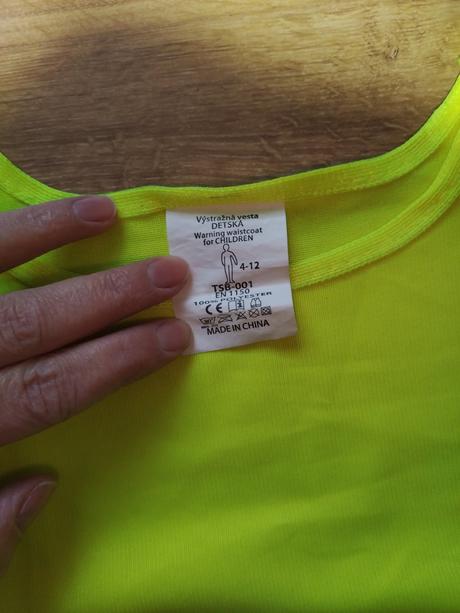 Výstražná vesta
DETSKÁ
Warning waistcoat
for CHILDREN
4-12
TSB-001
EN 1150
100% POLYESTER
CE
MADE IN CHINA